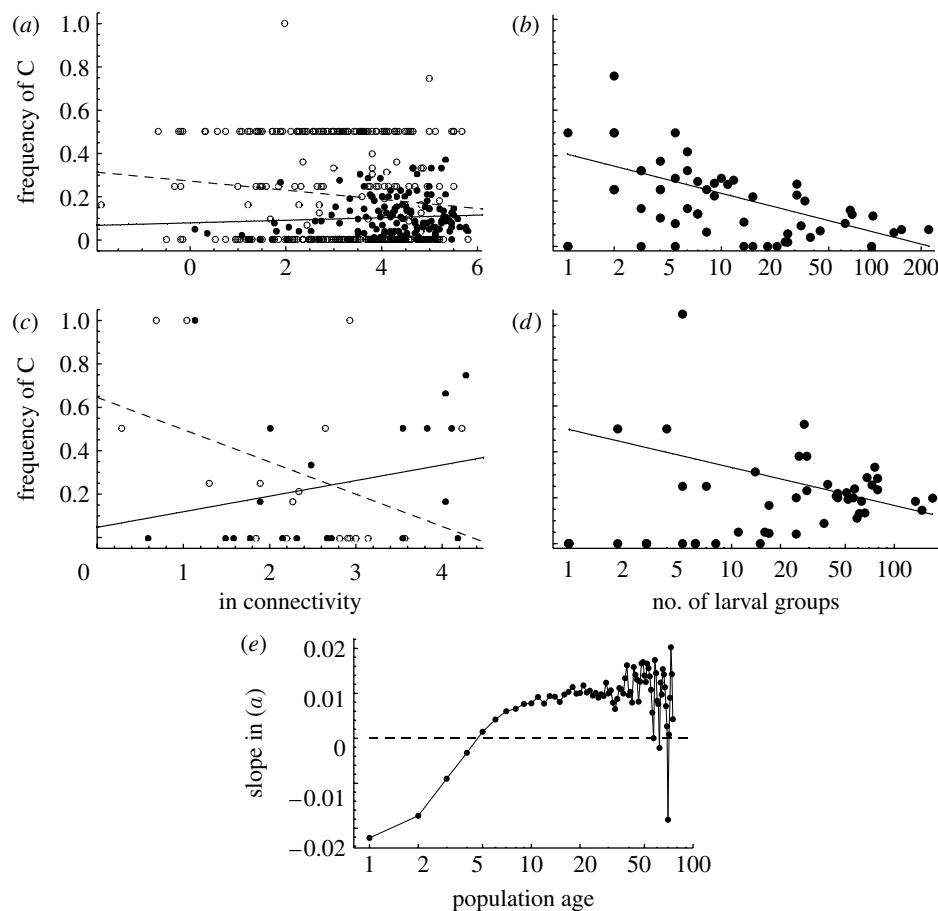 (a)
frequency of C
1.0
0.8
0.6
0.4
0.2
0
0 2 4 6
(b)
1 2 5 10 20 50 100 200
(c)
frequency of C
1.0
0.8
0.6
0.4
0.2
0 1 2 3 4
in connectivity
(d)
1 2 5 10 20 50 100
no. of larval groups
(e)
slope in (a)
0.02
0.01
0
−0.01
−0.02
1 2 5 10 20 50 100
population age